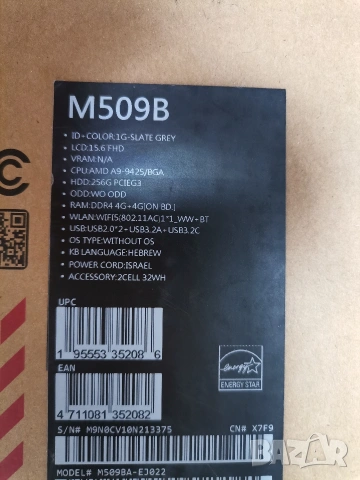 M509B
• ID-COLOR:1G-SLATE GREY
• LCD:15.6 FHD
• VRAM:N/A
• CPU:AMD A9-9425/BGA
• HDD:256G PCIEG3
• ODD:WO ODD
• RAM:DDR4 4G+4G(ON BD.)
• WLAN:WIFI5(802.11AC)1*1_WW+BT
• USB:USB2.0*2+USB3.2A+USB3.2C
• OS TYPE:WITHOUT OS
• KB LANGUAGE:HEBREW
• POWER CORD:ISRAEL
• ACCESSORY:2CELL 32WH
UPC
1 95553 35208 6
EAN
4 711081 352082
energy
ENERGY STAR
S/N# M9N0CV10N213375 CN# X7F9
MODEL# M509BA-EJ022
BAZAR